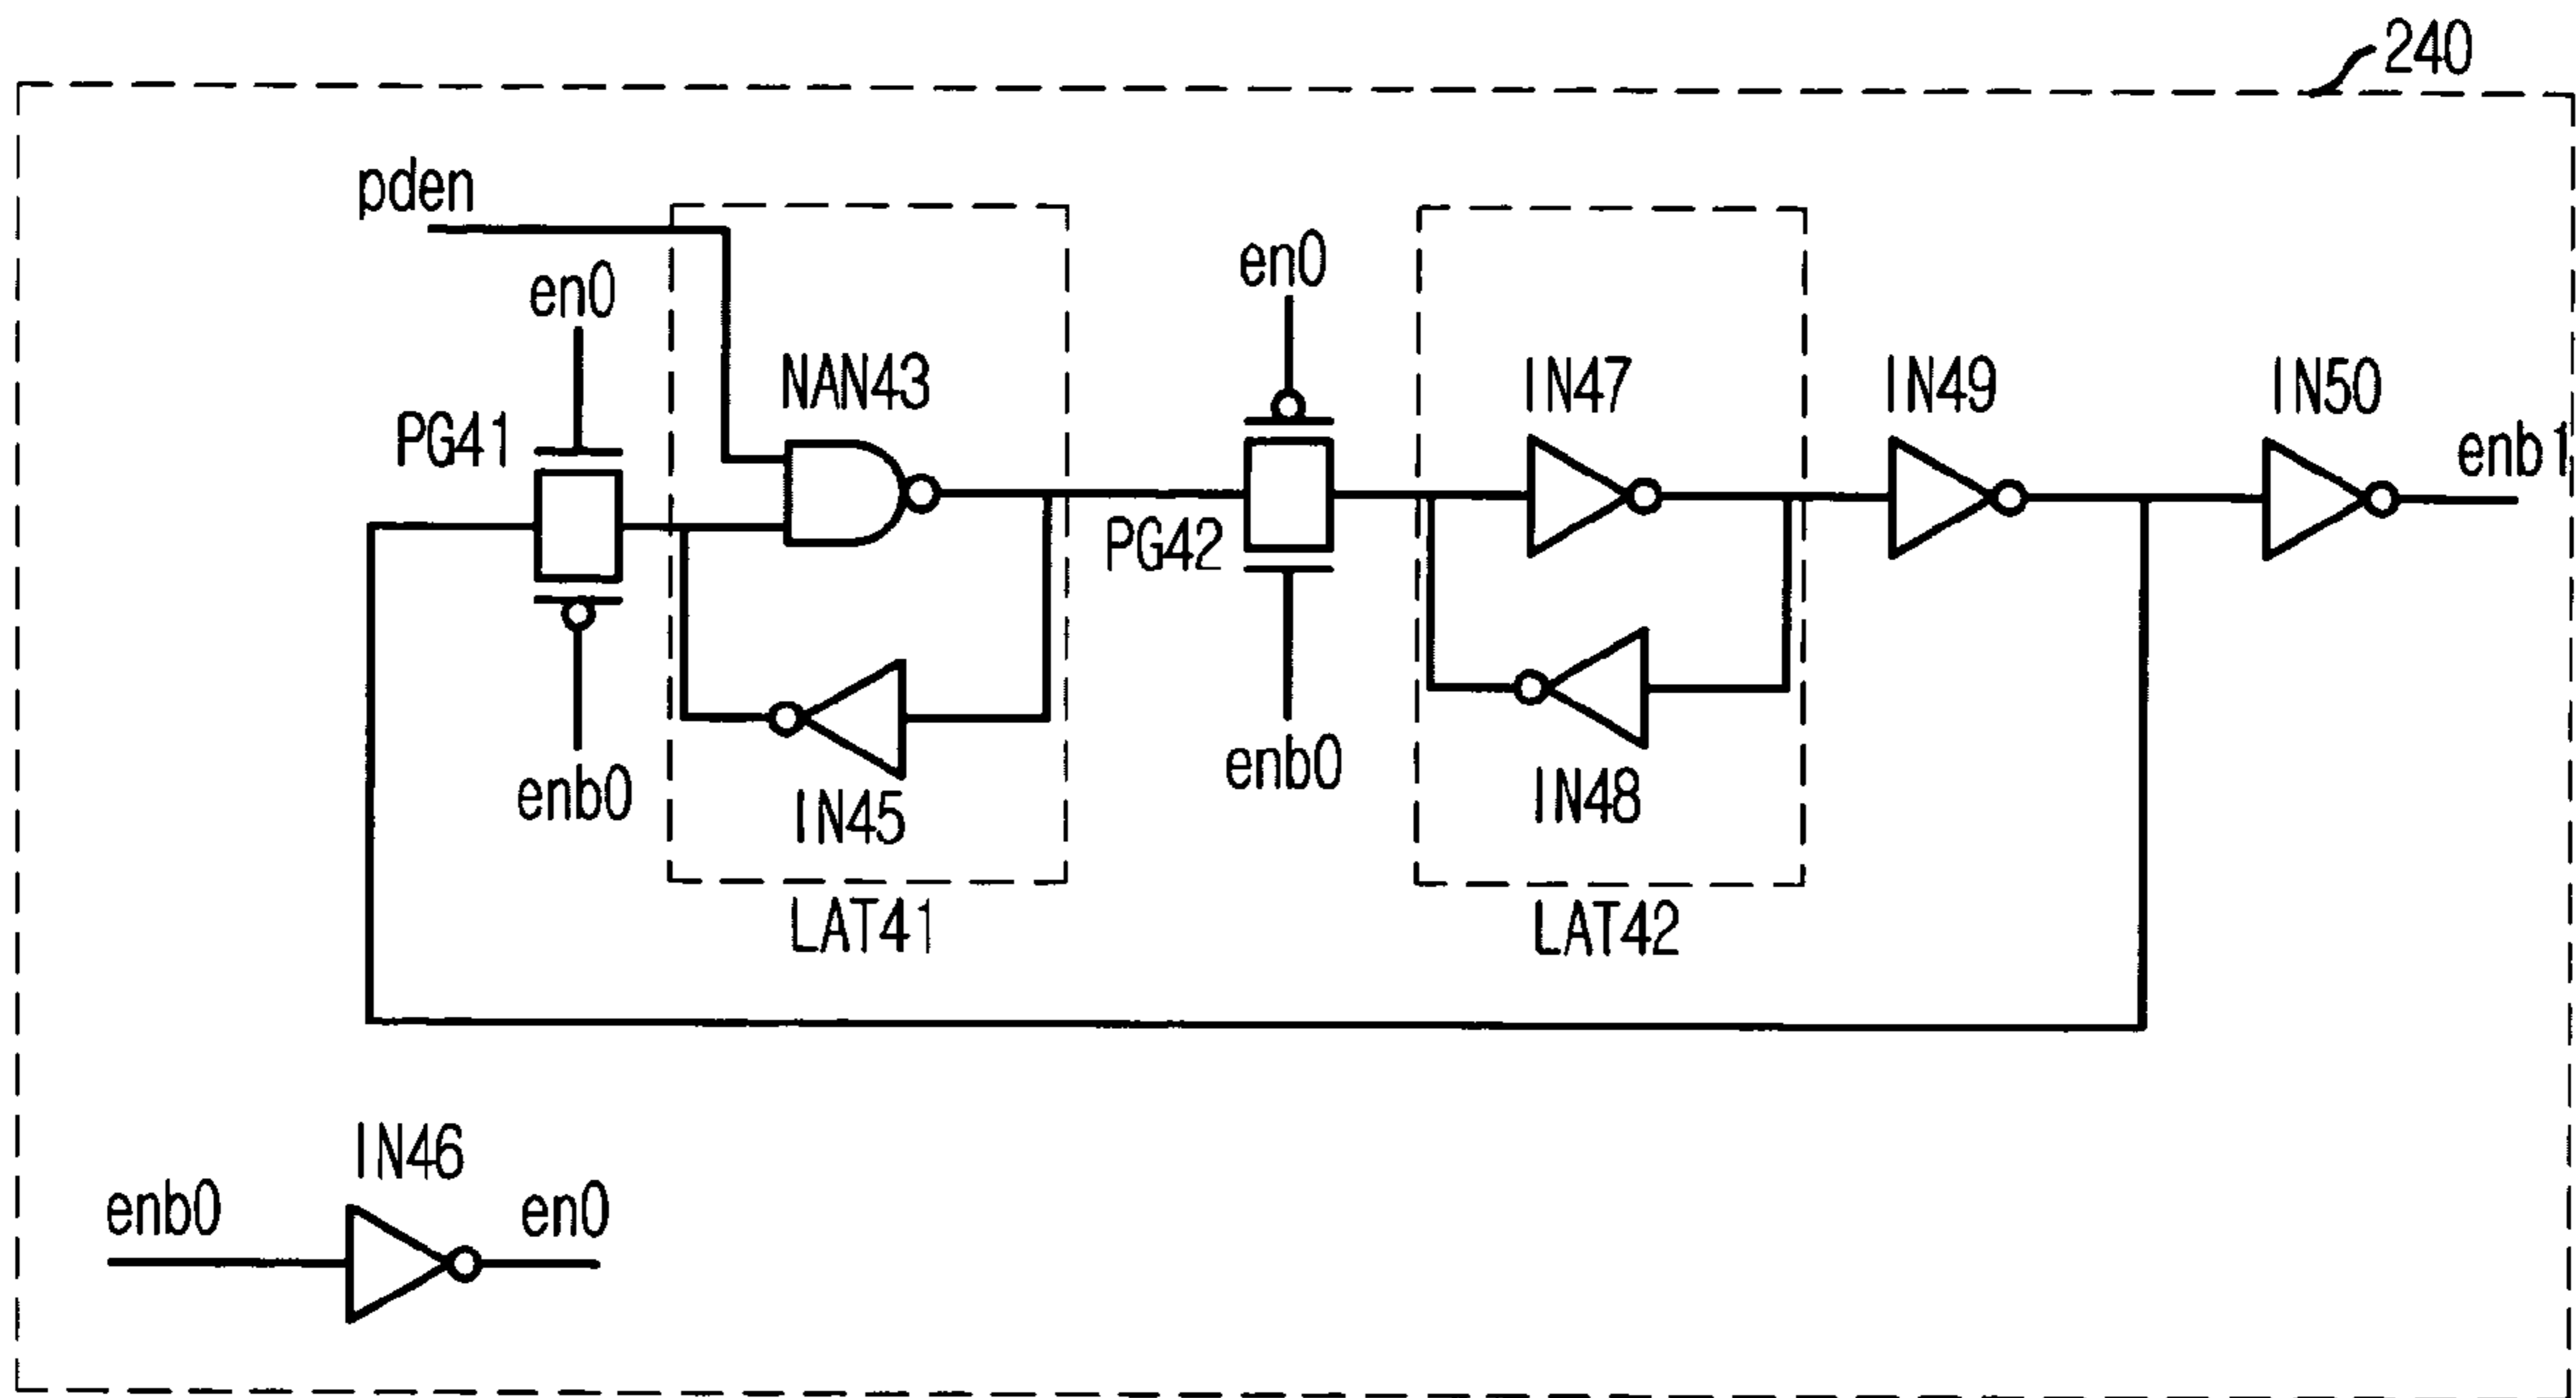 240
pden
en0
en0
NAN43
IN47
IN49
IN50
PG41
enb1
PG42
enb0
enb0
IN45
IN48
LAT41
LAT42
IN46
enb0
en0